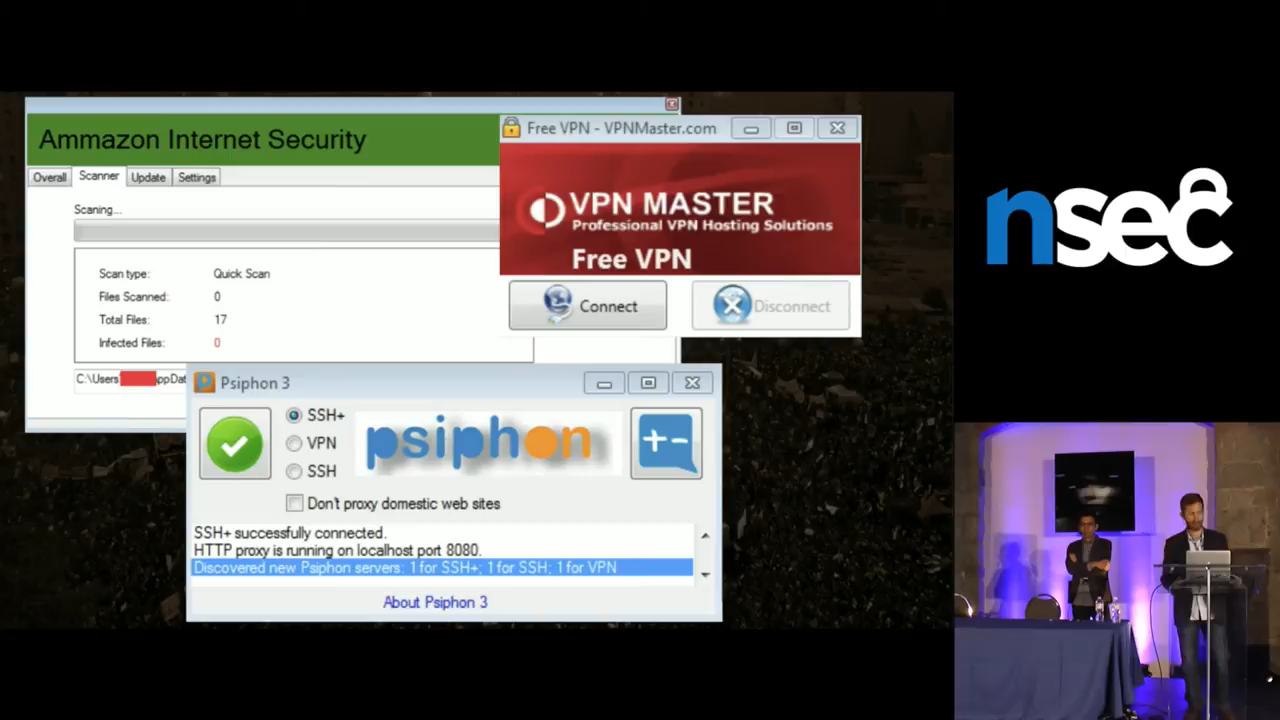 Ammazon Internet Security
Overall
Scanner
Update
Settings
Scaning...
Scan type: Quick Scan
Files Scanned: 0
Total Files: 17
Infected Files: 0
C:\Users ppDat
Free VPN - VPNMaster.com
VPN MASTER
Professional VPN Hosting Solutions
Free VPN
Connect
Disconnect
Psiphon 3
SSH+
VPN
SSH
psiphon
Don't proxy domestic web sites
SSH+ successfully connected.
HTTP proxy is running on localhost port 8080.
Discovered new Psiphon servers: 1 for SSH+; 1 for SSH; 1 for VPN
About Psiphon 3
nsec